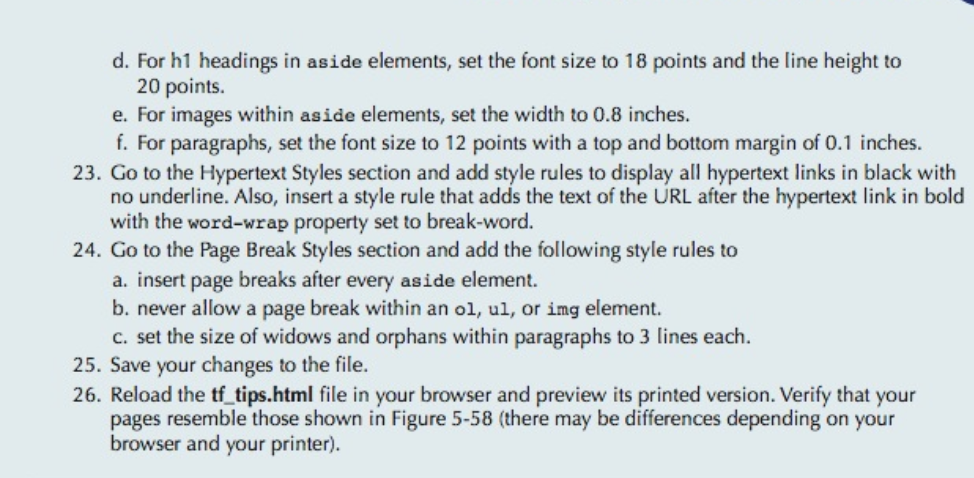 d. For h1 headings in aside elements, set the font size to 18 points and the line height to
20 points.
e. For images within aside elements, set the width to 0.8 inches.
f. For paragraphs, set the font size to 12 points with a top and bottom margin of 0.1 inches.
23. Go to the Hypertext Styles section and add style rules to display all hypertext links in black with
no underline. Also, insert a style rule that adds the text of the URL after the hypertext link in bold
with the word-wrap property set to break-word.
24. Go to the Page Break Styles section and add the following style rules to
a. insert page breaks after every aside element.
b. never allow a page break within an ol, ul, or img element.
c. set the size of widows and orphans within paragraphs to 3 lines each.
25. Save your changes to the file.
26. Reload the tf_tips.html file in your browser and preview its printed version. Verify that your
pages resemble those shown in Figure 5-58 (there may be differences depending on your
browser and your printer).